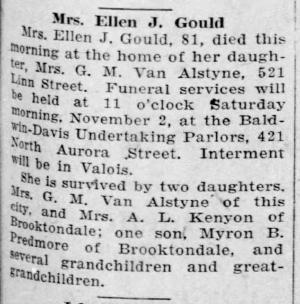 Mrs. Ellen J. Gould
Mrs. Ellen J. Gould, 81, died this
morning at the home of her daugh-
ter, Mrs. G. M. Van Alstyne, 521
Linn Street. Funeral services will
be held at 11 o'clock Saturday
morning, November 2, at the Bald-
win-Davis Undertaking Parlors, 421
North Aurora Street. Interment
will be in Valois.
She is survived by two daughters,
Mrs. G. M. Van Alstyne of this
city, and Mrs. A. L. Kenyon of
Brooktondale; one son, Myron B.
Predmore of Brooktondale, and
several grandchildren and great-
grandchildren.